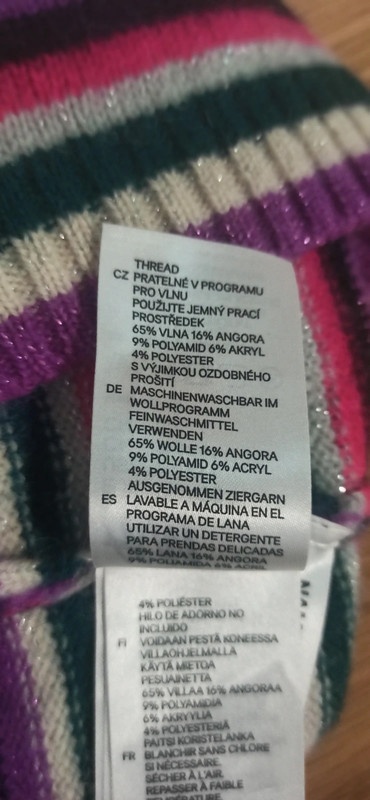 THREAD
CZ PRATELNÉ V PROGRAMU
PRO VLNU
POUŽIJTE JEMNÝ PRACÍ
PROSTŘEDEK
65% VLNA 16% ANGORA
9% POLYAMID 6% AKRYL
4% POLYESTER
S VÝJIMKOU OZDOBNÉHO
PROŠITÍ
DE MASCHINENWASCHBAR IM
WOLLPROGRAMM
FEINWASCHMITTEL
VERWENDEN
65% WOLLE 16% ANGORA
9% POLYAMID 6% ACRYL
4% POLYESTER
AUSGENOMMEN ZIERGARN
ES LAVABLE A MÁQUINA EN EL
PROGRAMA DE LANA
UTILIZAR UN DETERGENTE
PARA PRENDAS DELICADAS
65% LANA 16% ANGORA
9% POLIAMIDA 6%
4% POLIÉSTER
HILO DE ADORNO NO
INCLUIDO
FI VOIDAAN PESTÄ KONEESSA
VILLAOHJELMALLA
KÄYTÄ MIETOA
PESUAINETTA
65% VILLAA 16% ANGORAA
9% POLYAMIDIA
6% AKRYYLIA
4% POLYESTERIÄ
PAITSI KORISTELANKA
FR BLANCHIR SANS CHLORE
SI NÉCESSAIRE.
SÉCHER À L'AIR.
REPASSER À FAIBLE
TEMPÉRATURE.